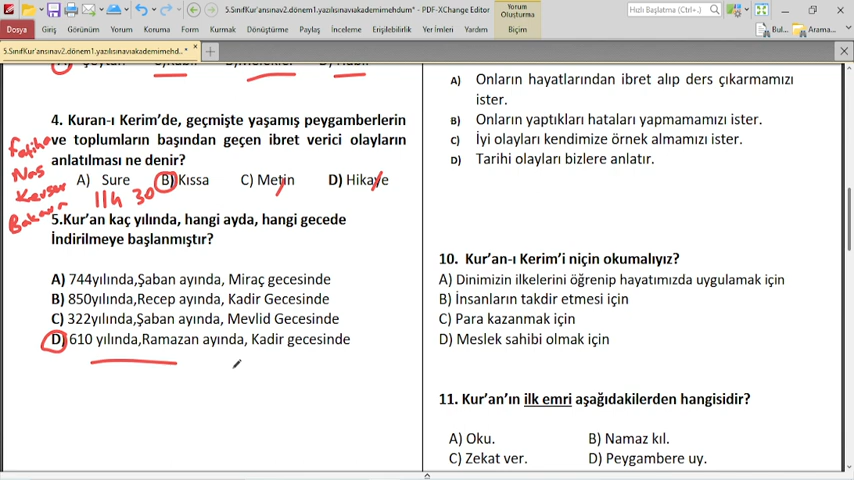 5.SınıfKur'ansınav2.dönem1.yazılısınavıakademimehdum* * - PDF-XChange Editor
Yorum
Oluşturma
Hızlı Başlatma (Ctrl+.)
Dosya
Giriş
Görünüm
Koru
Yorum
Form
Kurmak
Dönüştürme
Paylaş
İnceleme
Erişilebilirlik
Yer İmleri
Yardım
Biçim
Bul...
Arama...
5.SınıfKur'ansınav2.dönem1.yazılısınavıakademimehd.. *
4. Kuran-ı Kerim’de, geçmişte yaşamış peygamberlerin
ve toplumların başından geçen ibret verici olayların
anlatılması ne denir?
A) Sure B) Kıssa C) Metin D) Hikaye
Fatiha
Nas
Kevser
Bakara
114 30
5.Kur’an kaç yılında, hangi ayda, hangi gecede
İndirilmeye başlanmıştır?
A) 744yılında,Şaban ayında, Miraç gecesinde
B) 850yılında,Recep ayında, Kadir Gecesinde
C) 322yılında,Şaban ayında, Mevlid Gecesinde
D) 610 yılında,Ramazan ayında, Kadir gecesinde
A) Onların hayatlarından ibret alıp ders çıkarmamızı
ister.
B) Onların yaptıkları hataları yapmamamızı ister.
C) İyi olayları kendimize örnek almamızı ister.
D) Tarihi olayları bizlere anlatır.
10. Kur’an-ı Kerim’i niçin okumalıyız?
A) Dinimizin ilkelerini öğrenip hayatımızda uygulamak için
B) İnsanların takdir etmesi için
C) Para kazanmak için
D) Meslek sahibi olmak için
11. Kur’an’ın ilk emri aşağıdakilerden hangisidir?
A) Oku. B) Namaz kıl.
C) Zekat ver. D) Peygambere uy.